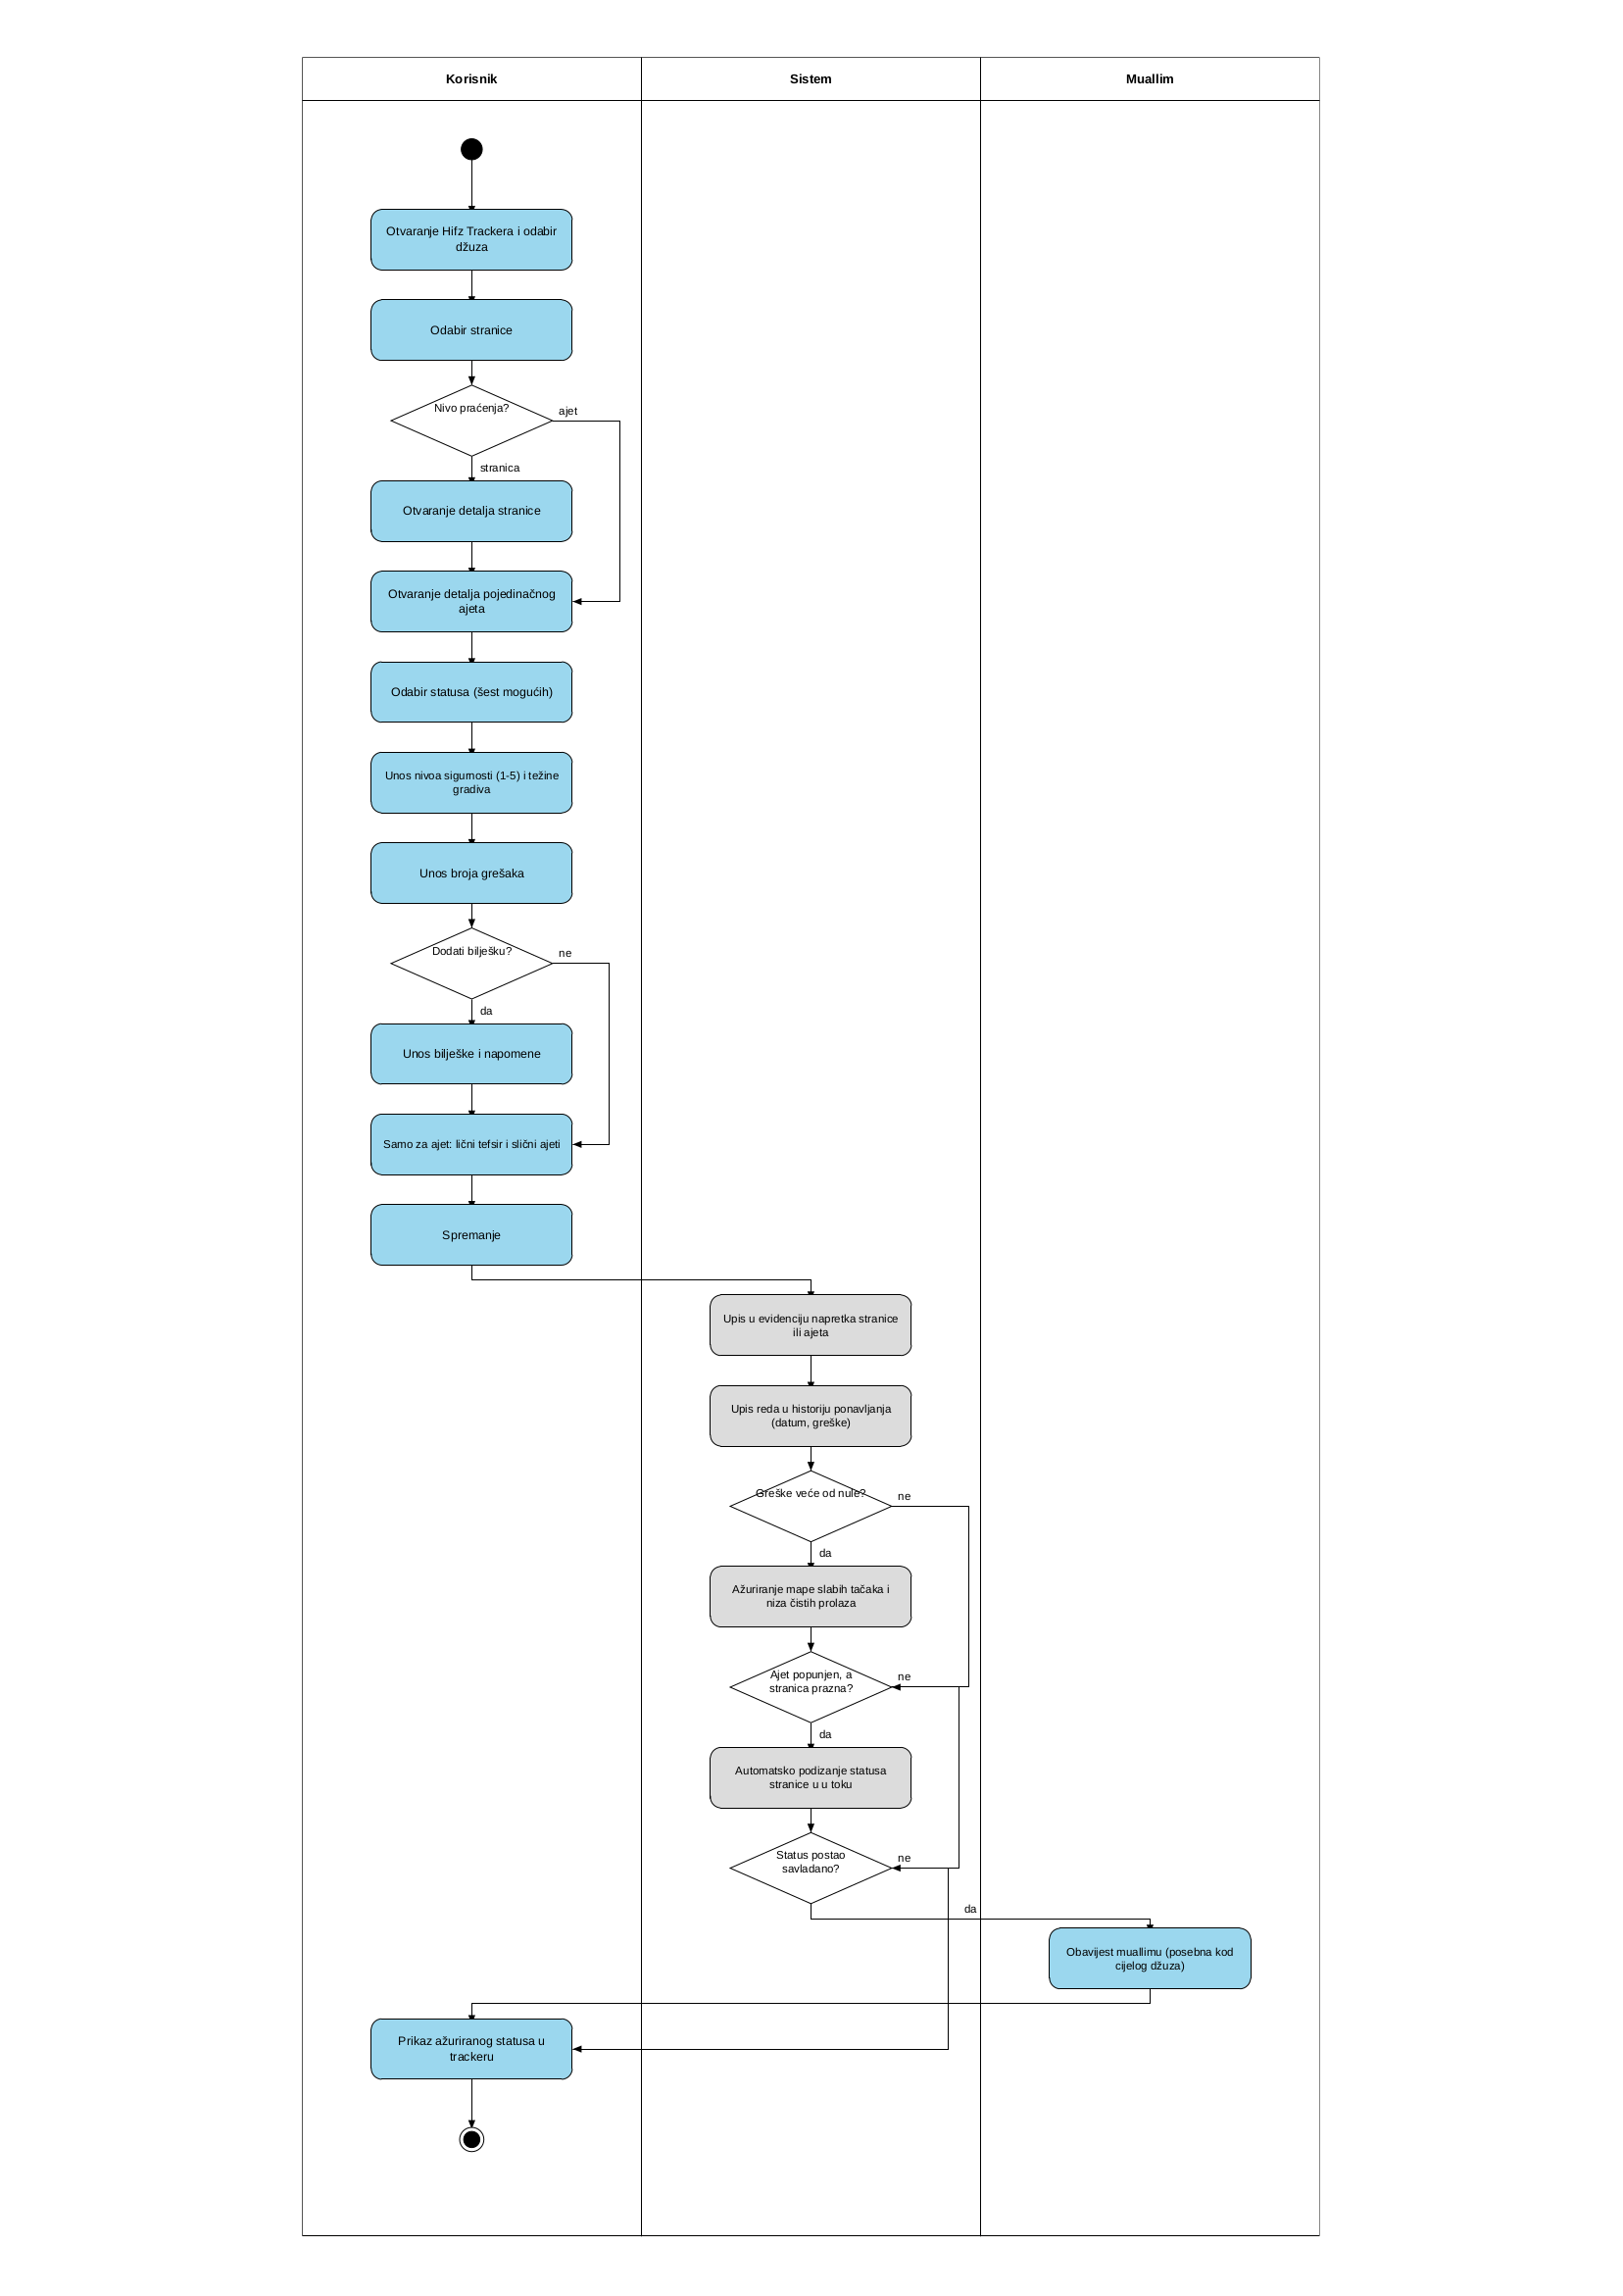 Korisnik
Sistem
Muallim
Otvaranje Hifz Trackera i odabir
džuza
Odabir stranice
Nivo praćenja?
ajet
stranica
Otvaranje detalja stranice
Otvaranje detalja pojedinačnog
ajeta
Odabir statusa (šest mogućih)
Unos nivoa sigurnosti (1-5) i težine
gradiva
Unos broja grešaka
Dodati bilješku?
ne
da
Unos bilješke i napomene
Samo za ajet: lični tefsir i slični ajeti
Spremanje
Upis u evidenciju napretka stranice
ili ajeta
Upis reda u historiju ponavljanja
(datum, greške)
Greške veće od nule?
ne
da
Ažuriranje mape slabih tačaka i
niza čistih prolaza
Ajet popunjen, a
stranica prazna?
ne
da
Automatsko podizanje statusa
stranice u u toku
Status postao
savladano?
ne
da
Obavijest muallimu (posebna kod
cijelog džuza)
Prikaz ažuriranog statusa u
trackeru